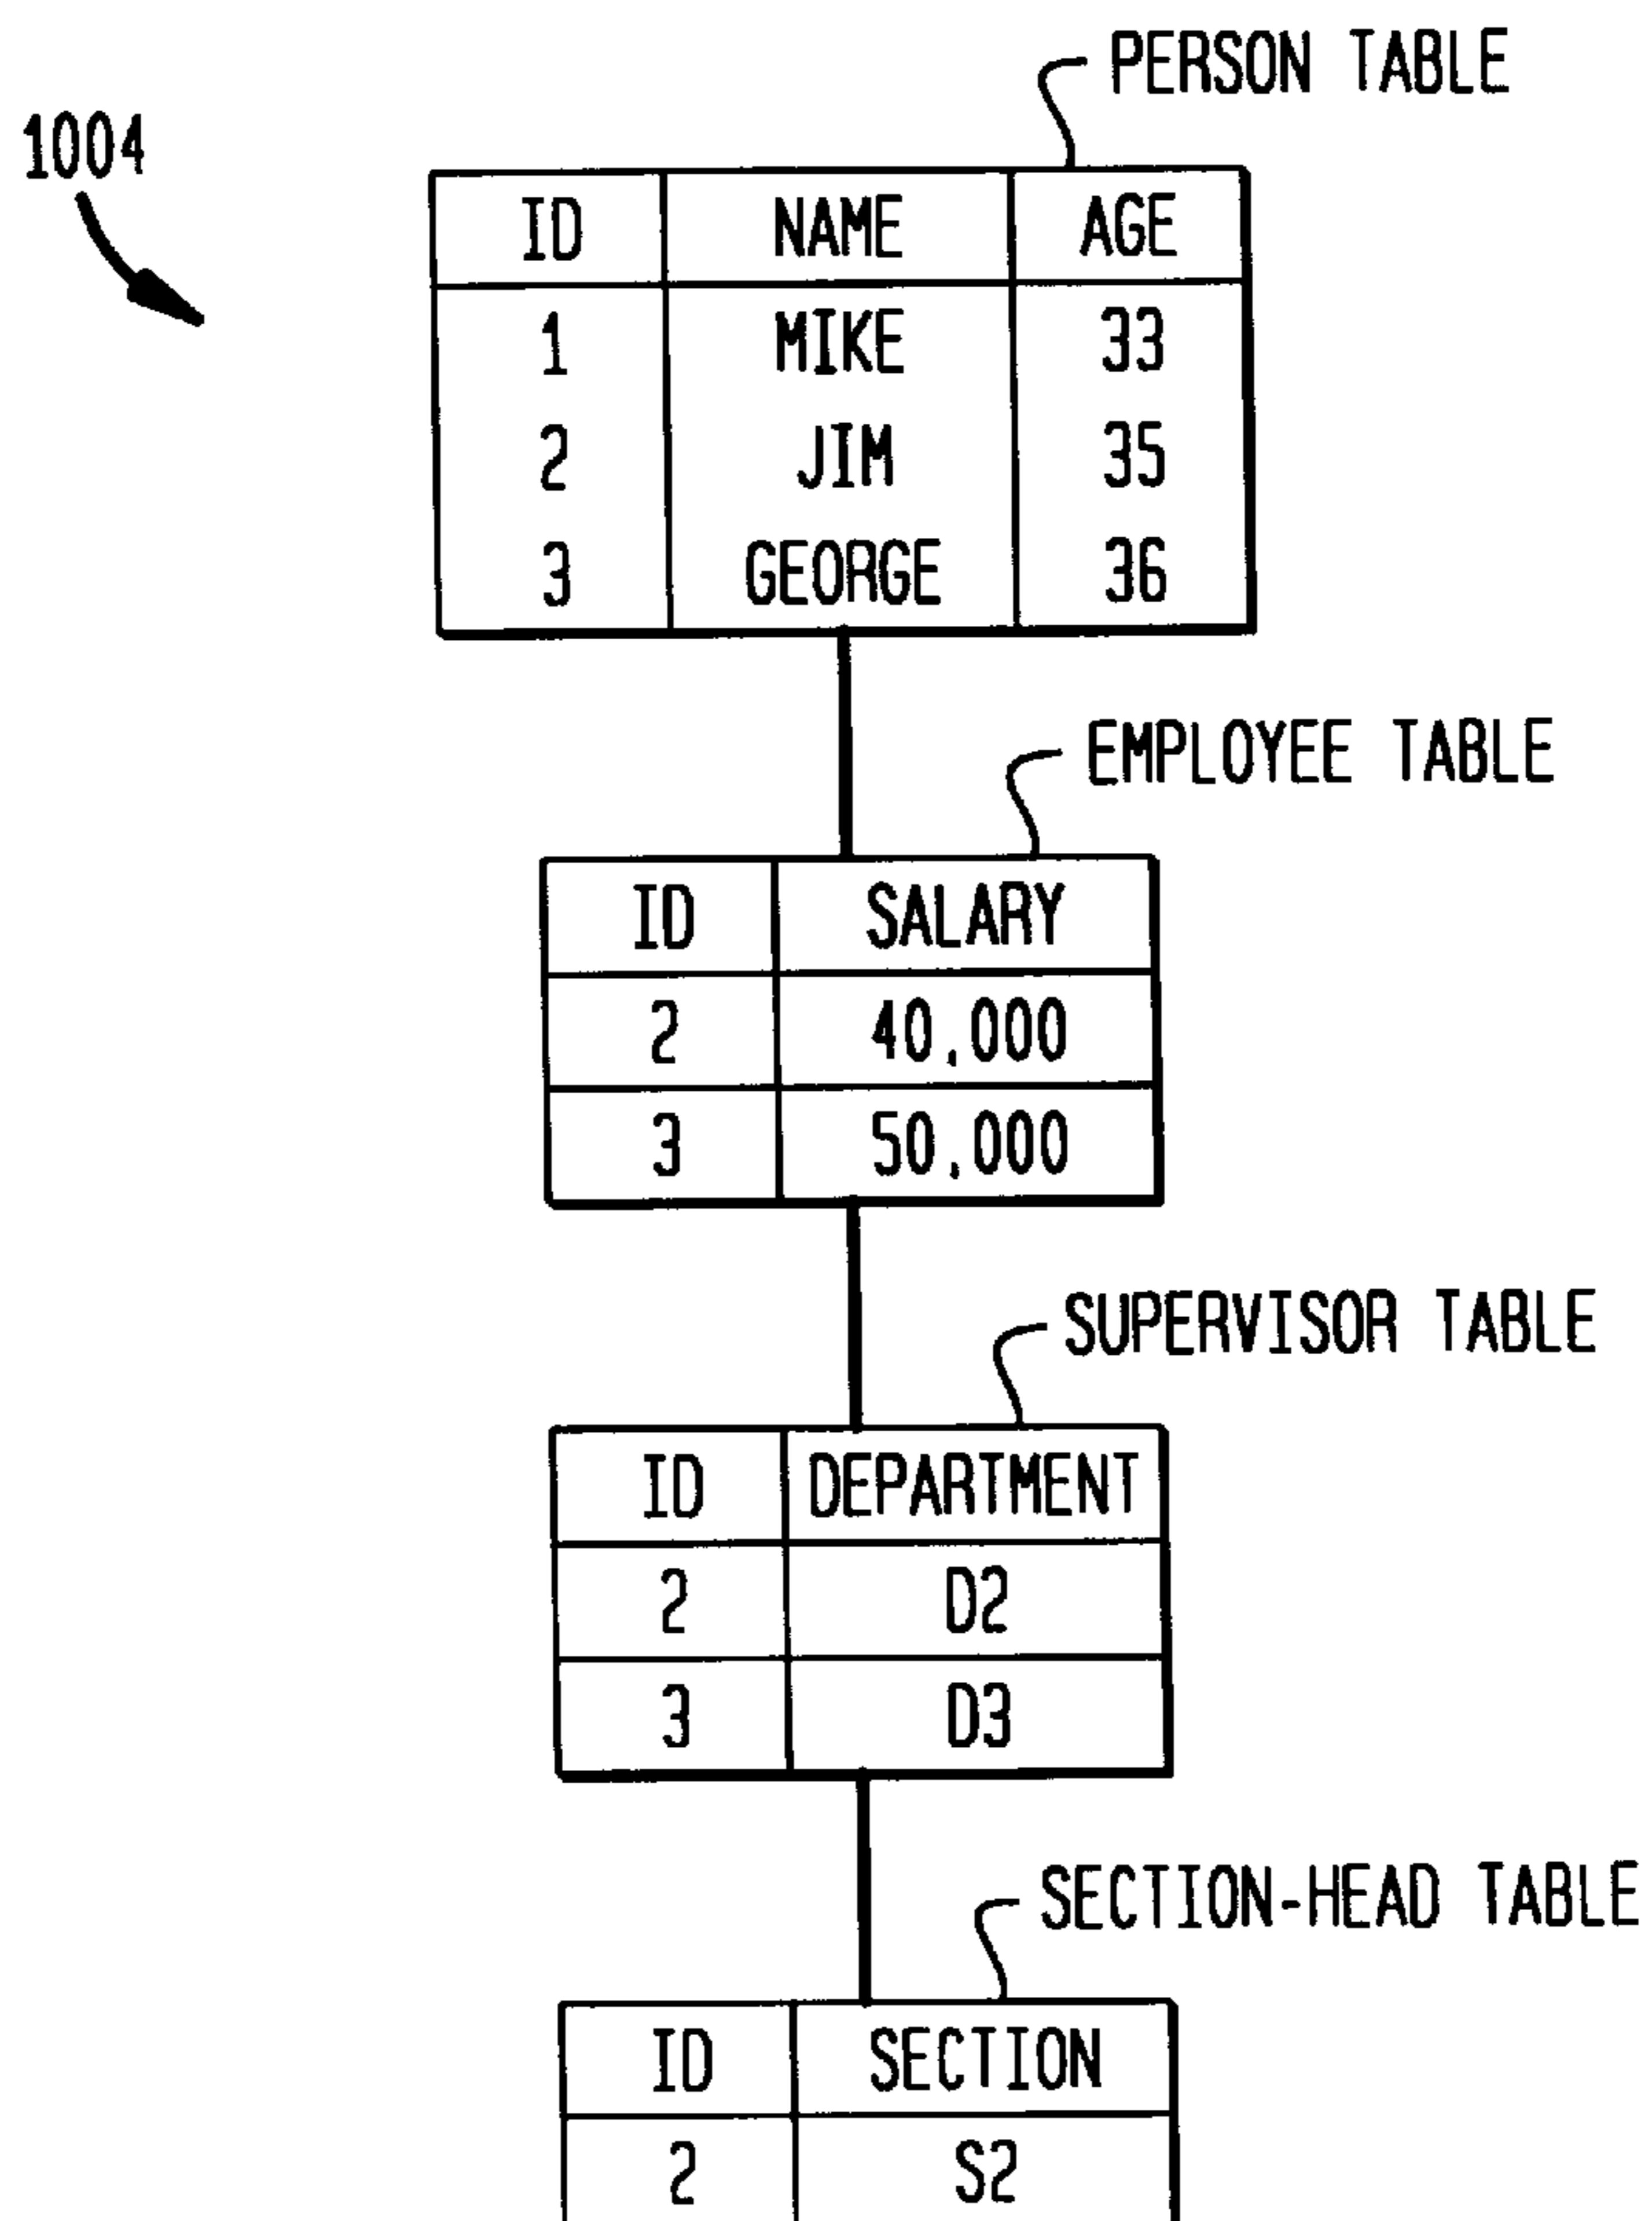 PERSON TABLE
1004
ID NAME AGE
1 MIKE 33
2 JIM 35
3 GEORGE 36
EMPLOYEE TABLE
ID SALARY
2 40,000
3 50,000
SUPERVISOR TABLE
ID DEPARTMENT
2 D2
3 D3
SECTION-HEAD TABLE
ID SECTION
2 S2